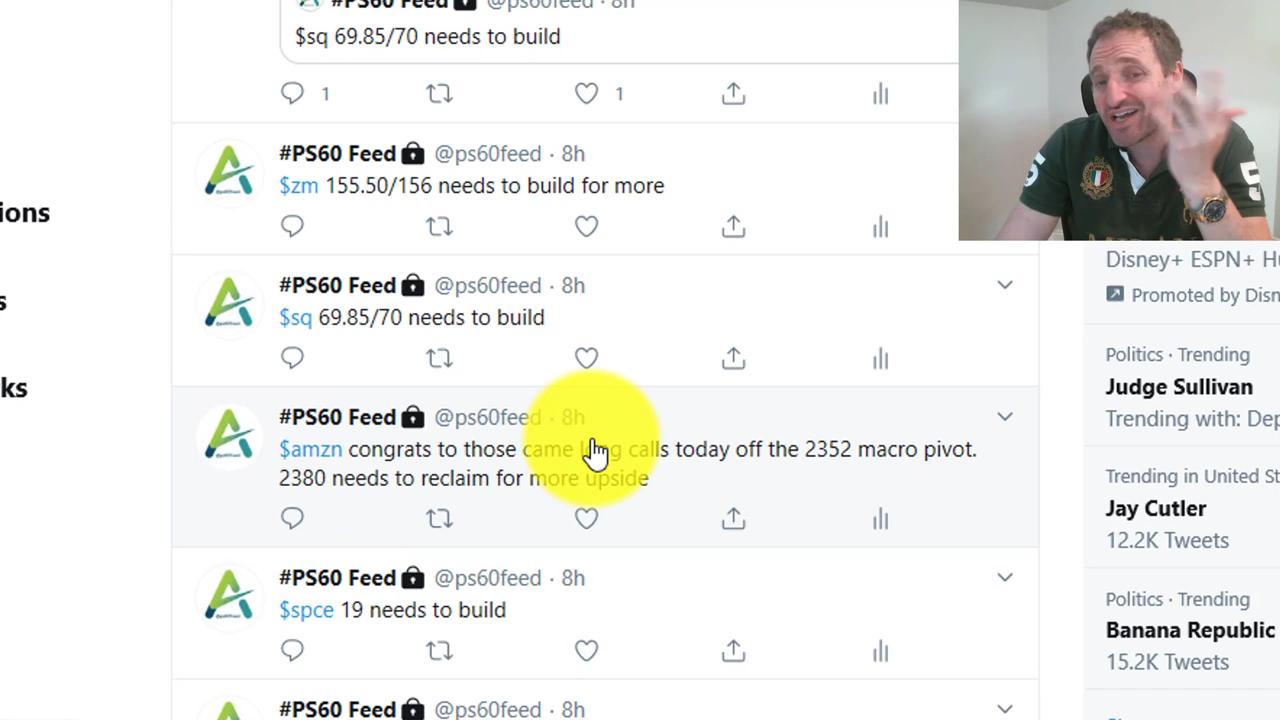 #PS60 Feed @ps60feed · 8h
$sq 69.85/70 needs to build
1 1
#PS60 Feed @ps60feed · 8h
$zm 155.50/156 needs to build for more
#PS60 Feed @ps60feed · 8h
$sq 69.85/70 needs to build
#PS60 Feed @ps60feed · 8h
$amzn congrats to those came long calls today off the 2352 macro pivot.
2380 needs to reclaim for more upside
#PS60 Feed @ps60feed · 8h
$spce 19 needs to build
#PS60 Feed @ps60feed · 8h
ions
s
ks
5
5
Disney+ ESPN+ Hu
Promoted by Disn
Politics · Trending
Judge Sullivan
Trending with: Dep
Trending in United St
Jay Cutler
12.2K Tweets
Politics · Trending
Banana Republic
15.2K Tweets